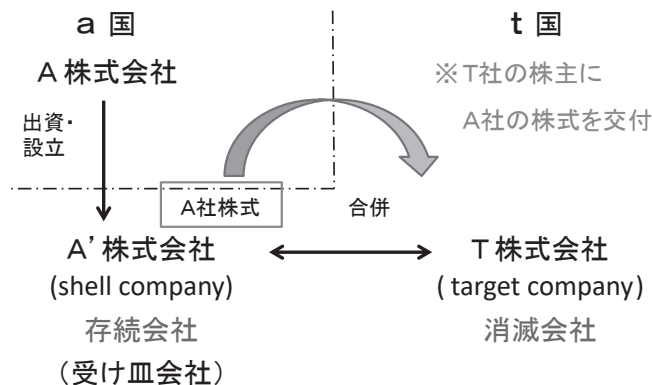 a 国
t 国
A 株式会社
※T社の株主に
A社の株式を交付
出資・
設立
A社株式
合併
A’株式会社
(shell company)
存続会社
（受け皿会社）
T 株式会社
( target company)
消滅会社